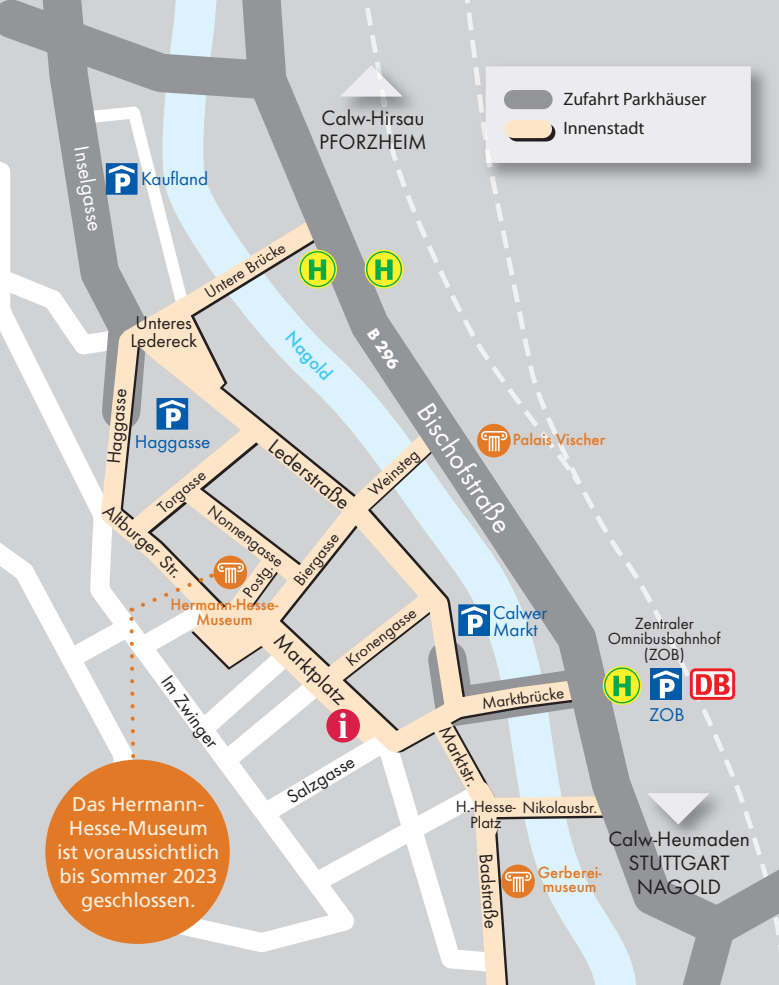 Zufahrt Parkhäuser
Innenstadt
Calw-Hirsau
PFORZHEIM
Inselgasse
P
Kaufland
Untere Brücke
H
H
Unteres
Ledereck
Nagold
B 296
Haggasse
P
Haggasse
Bischofstraße
Palais Vischer
Lederstraße
Weinsteg
Torgasse
Nonnengasse
Altburger Str.
Postg.
Biergasse
Hermann-Hesse-
Museum
Kronengasse
Marktplatz
P
Calwer
Markt
Zentraler
Omnibusbahnhof
(ZOB)
H
P
DB
ZOB
Marktbrücke
i
Im Zwinger
Salzgasse
Marktstr.
H.-Hesse-
Platz
Nikolausbr.
Badstraße
Gerberei-
museum
Calw-Heumaden
STUTTGART
NAGOLD
Das Hermann-
Hesse-Museum
ist voraussichtlich
bis Sommer 2023
geschlossen.